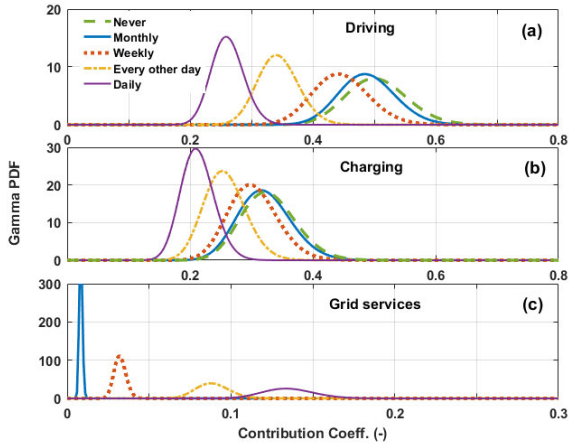 20
Driving
(a)
Never
Monthly
Weekly
Every other day
Daily
10
0
0 0.2 0.4 0.6 0.8
30
Charging
(b)
20
10
0
0.2 0.4 0.6 0.8
Gamma PDF
300
Grid services
(c)
200
100
0
0 0.1 0.2 0.3
Contribution Coeff. (-)